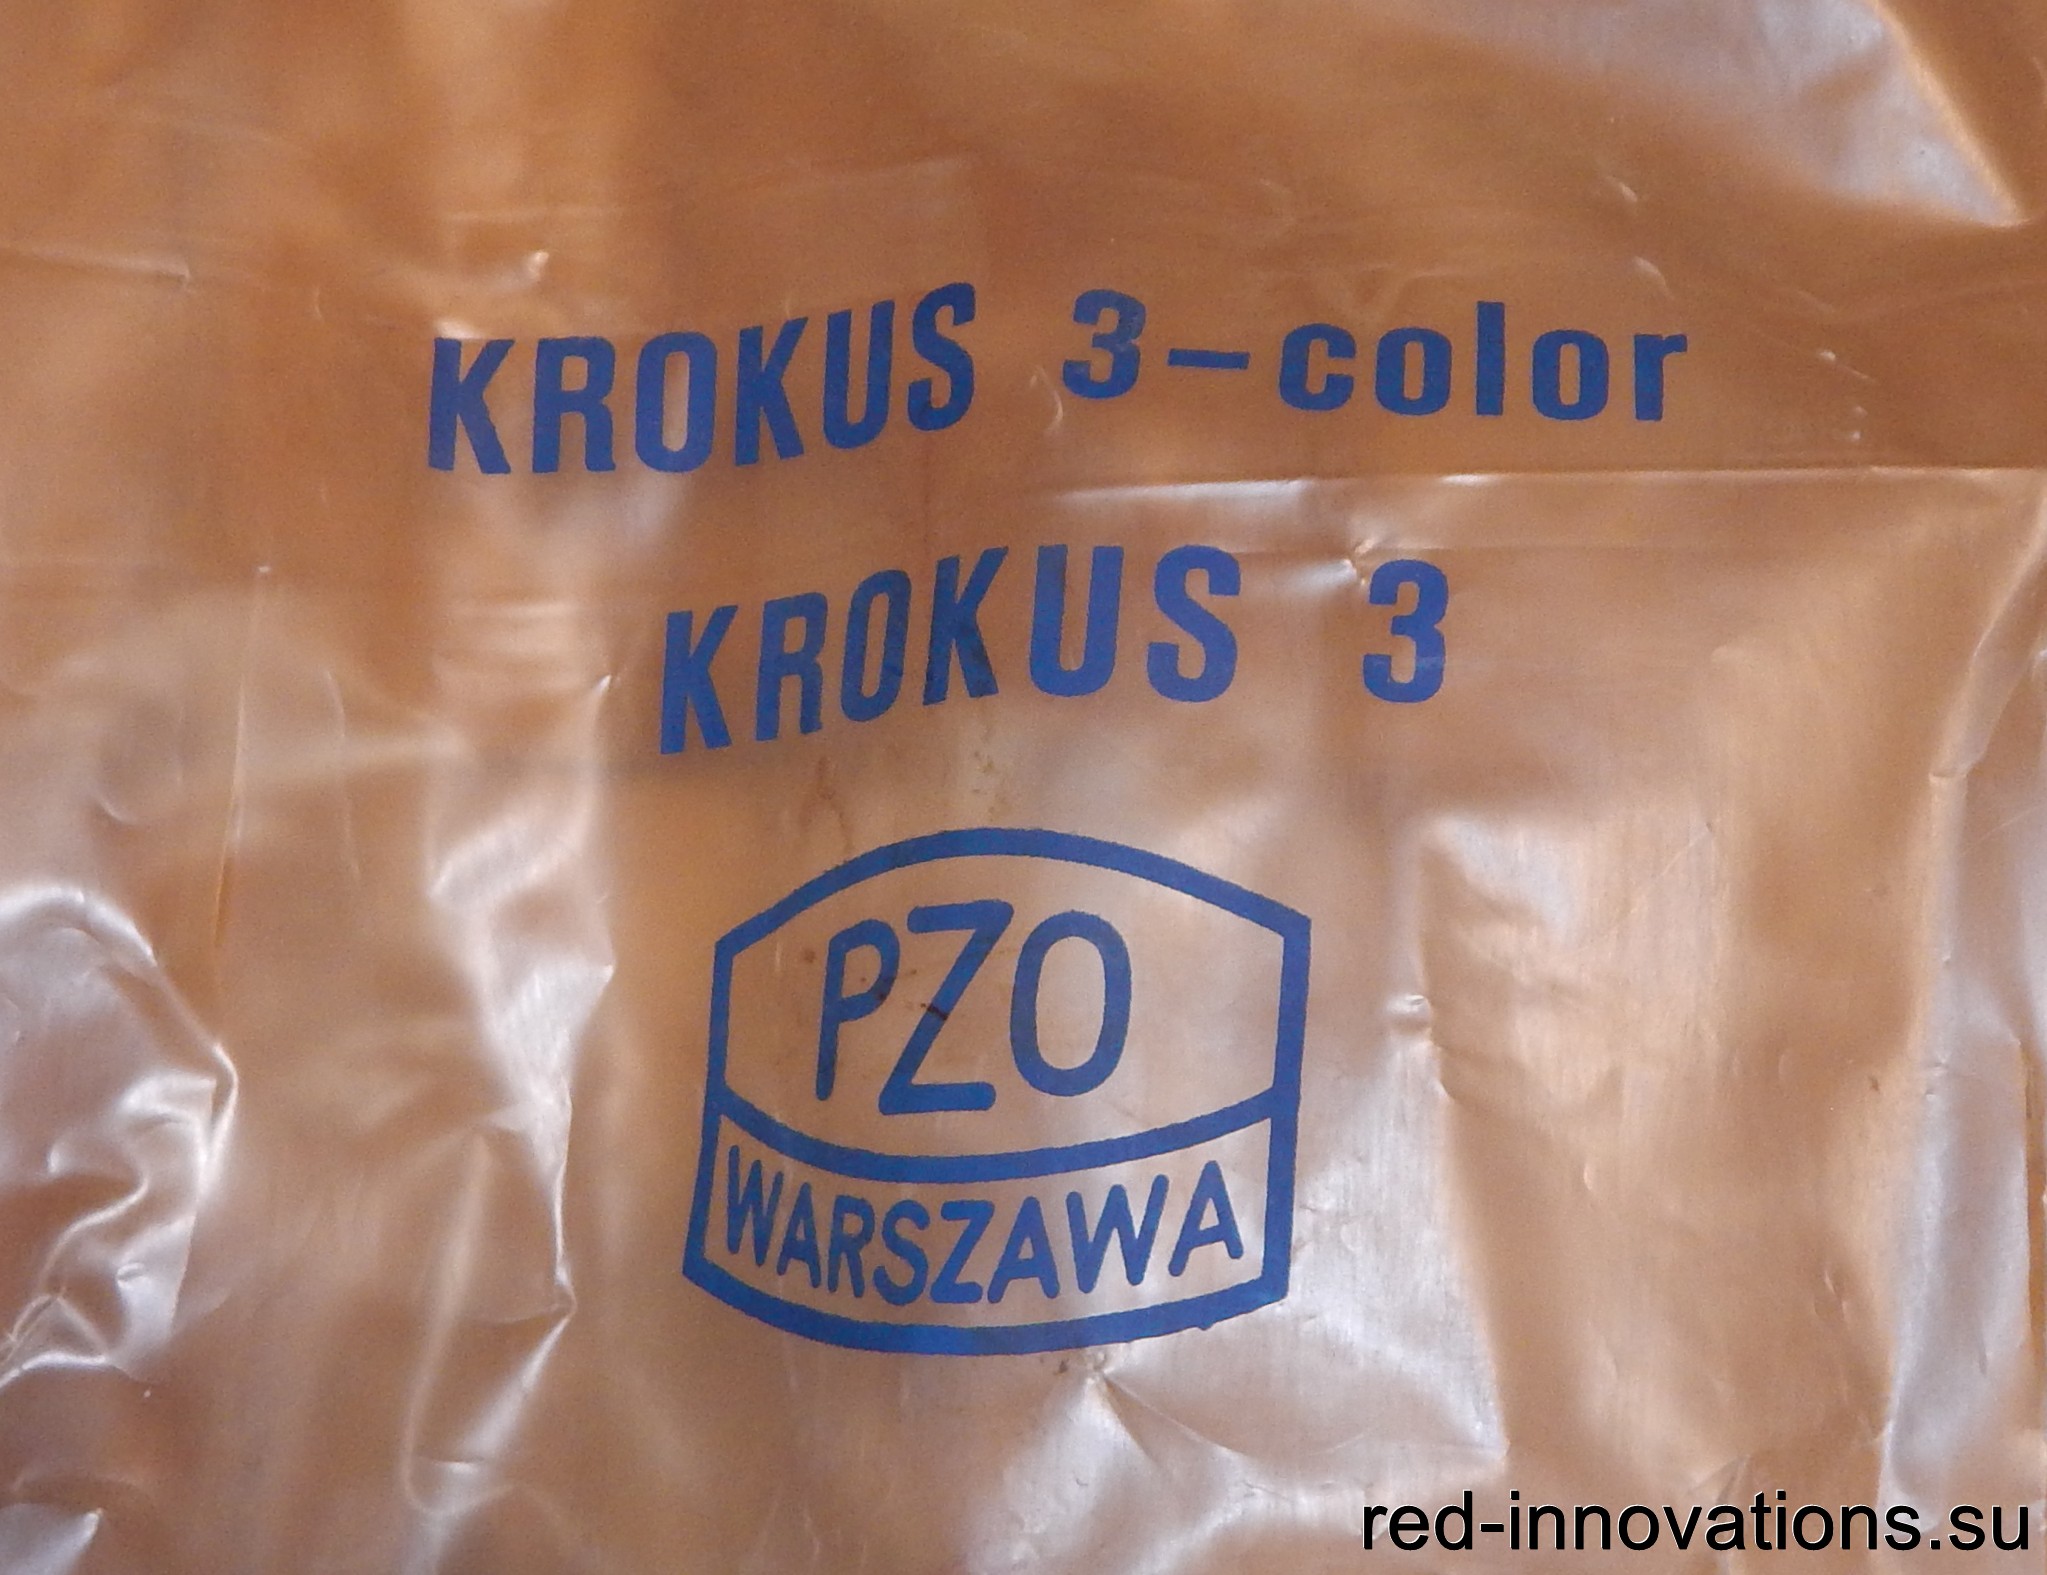 KROKUS 3-color
KROKUS 3
PZO
WARSZAWA
red-innovations.su